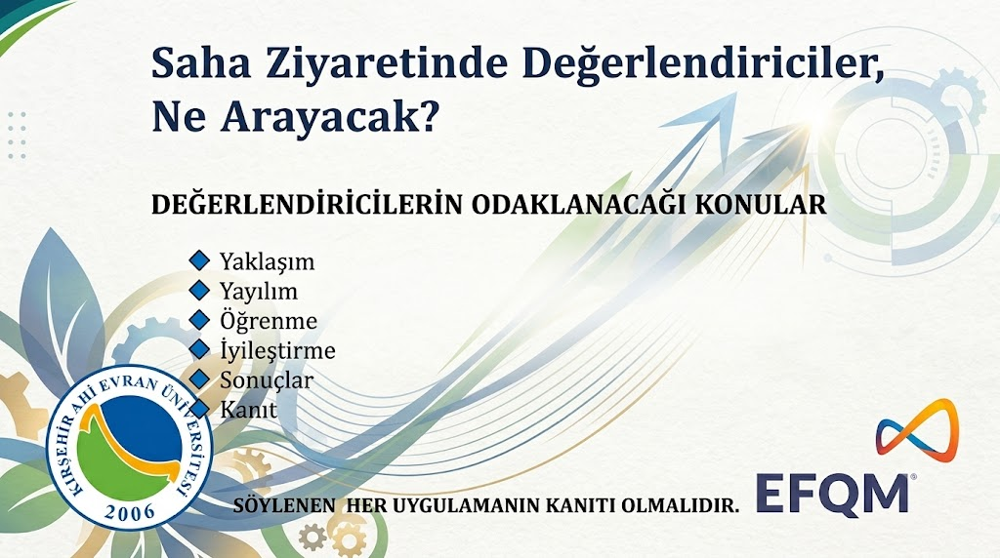 Saha Ziyaretinde Değerlendiriciler,
Ne Arayacak?
DEĞERLENDİRİCİLERİN ODAKLANACAĞI KONULAR
Yaklaşım
Yayılım
Öğrenme
İyileştirme
Sonuçlar
Kanıt
KIRŞEHİR AHİ EVRAN ÜNİVERSİTESİ
2006
SÖYLENEN HER UYGULAMANIN KANITI OLMALIDIR.
EFQM®